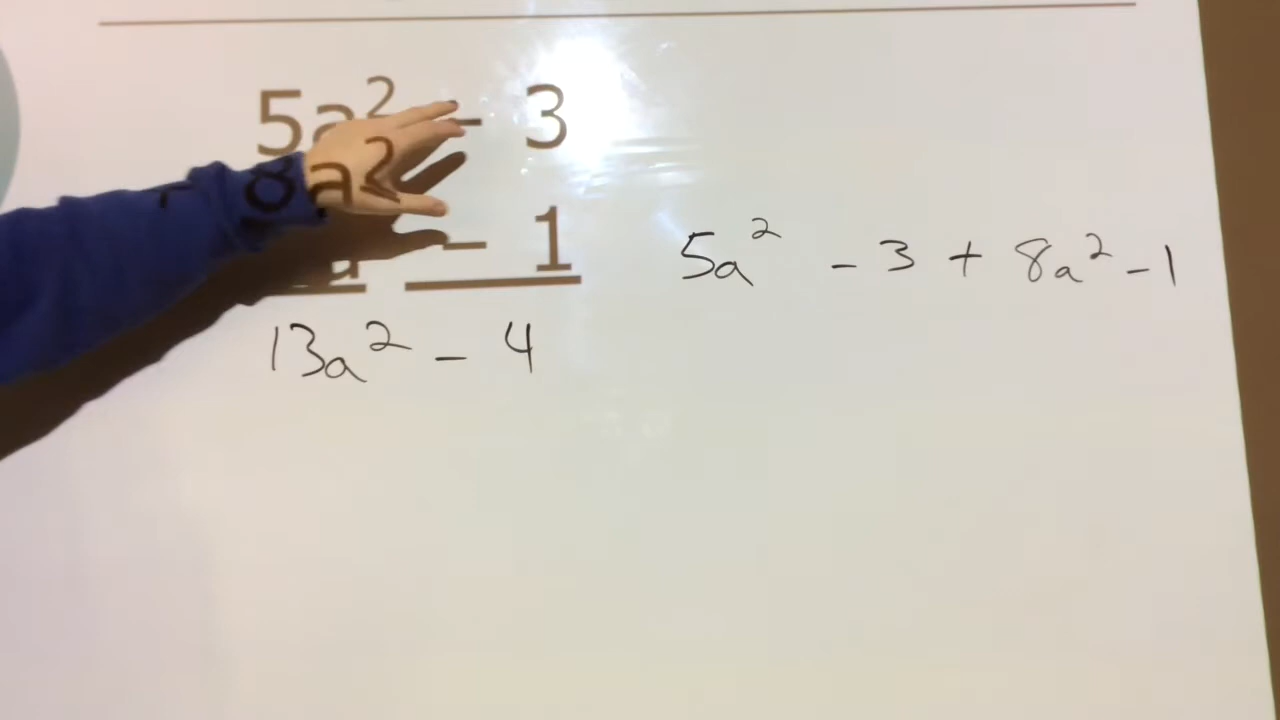 5a² - 3
8a² - 1
13a² - 4
5a² - 3 + 8a² - 1